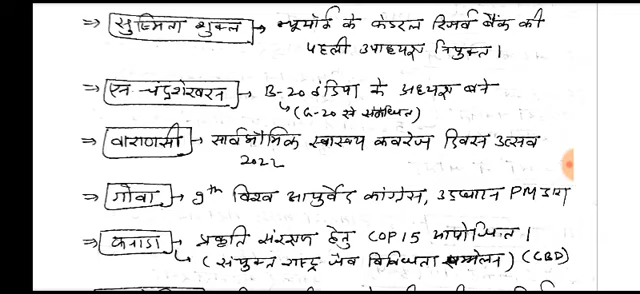 ⇒ सुष्मिता शुक्ल → न्यूयॉर्क के फेडरल रिजर्व बैंक की
पहली उपाध्यक्ष नियुक्त।
⇒ एन चंद्रशेखरन → B-20 इंडिया के अध्यक्ष बने
↳ (G-20 से सम्बंधित)
⇒ वाराणसी → सार्वभौमिक स्वास्थ्य कवरेज दिवस उत्सव
2022
⇒ गोवा → 9th विश्व आयुर्वेद कांग्रेस, उद्घाटन PM द्वारा
⇒ कनाडा → प्रकृति संरक्षण हेतु COP15 आयोजित।
↳ (संयुक्त राष्ट्र जैव विविधता सम्मेलन) (CBD)